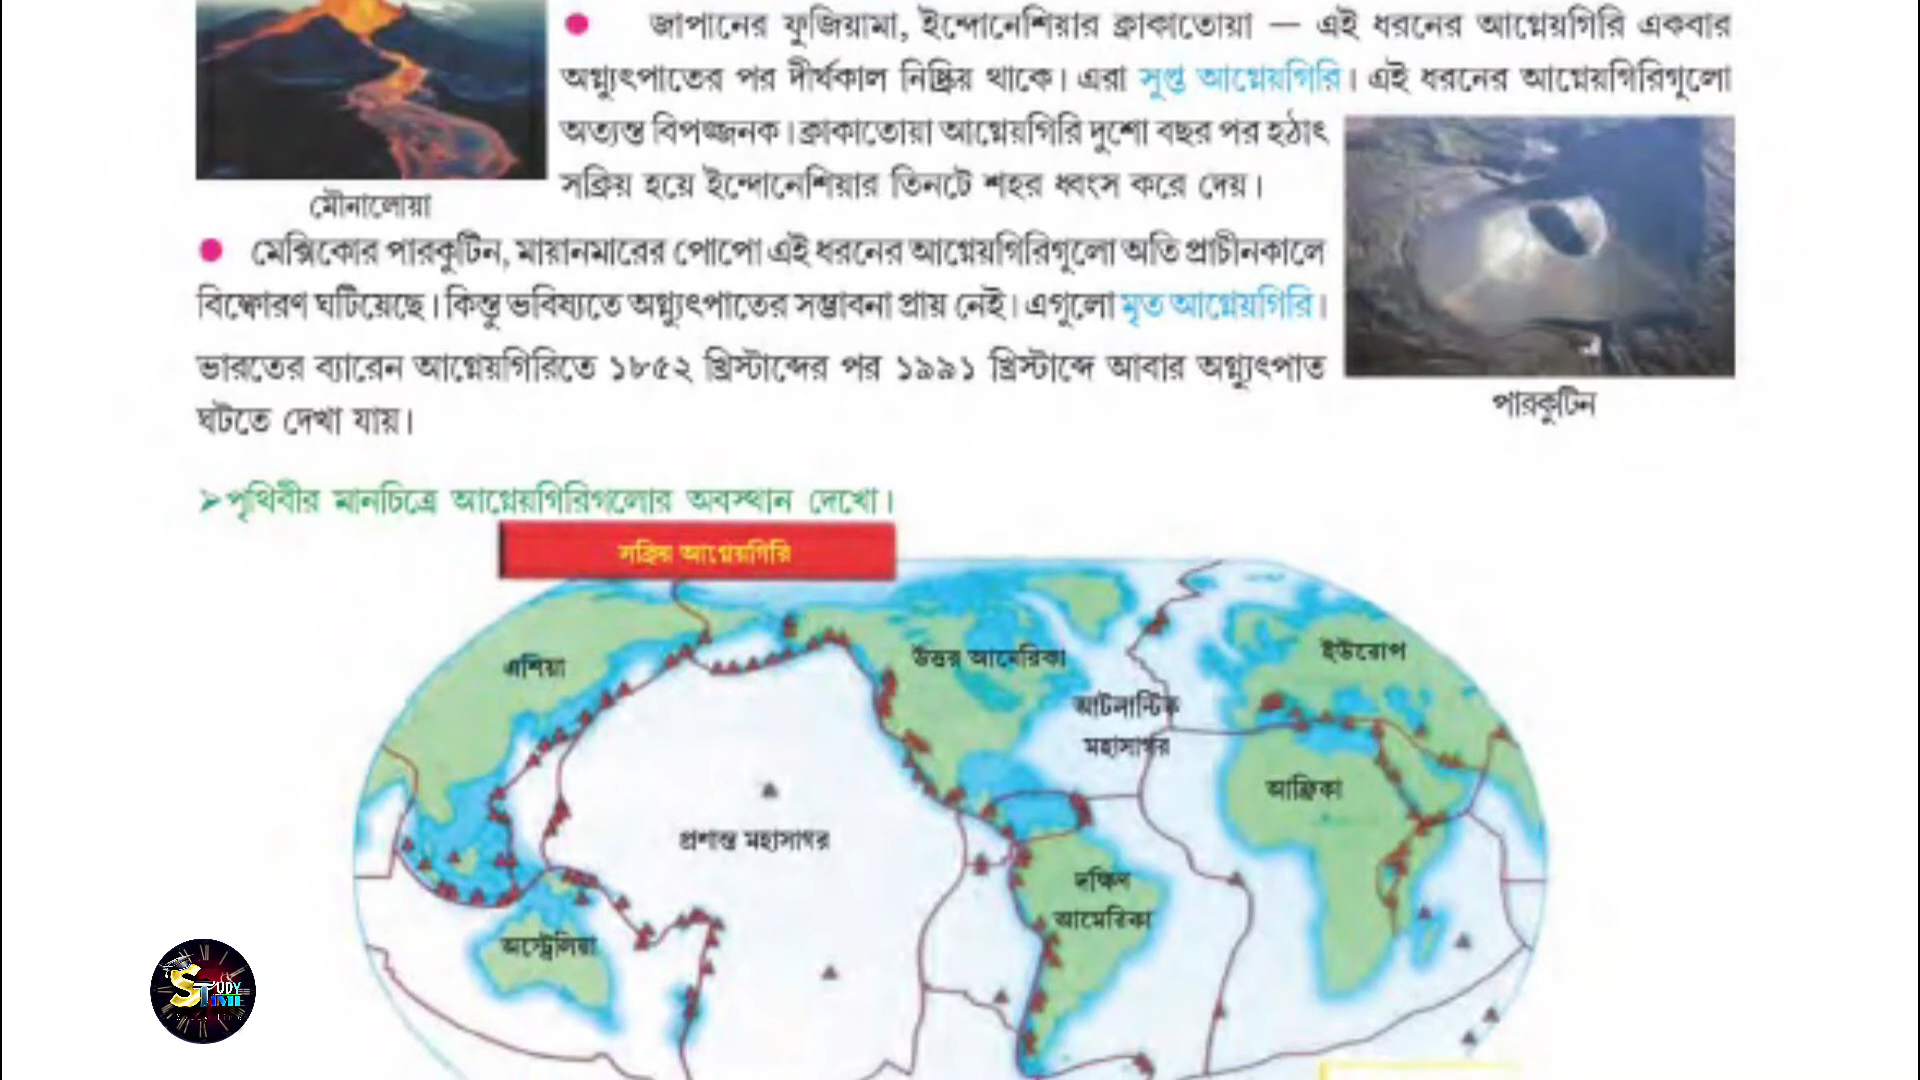 জাপানের ফুজিয়ামা, ইন্দোনেশিয়ার ক্রাকাতোয়া — এই ধরনের আগ্নেয়গিরি একবার
অগ্ন্যুৎপাতের পর দীর্ঘকাল নিষ্ক্রিয় থাকে। এরা সুপ্ত আগ্নেয়গিরি। এই ধরনের আগ্নেয়গিরিগুলো
অত্যন্ত বিপজ্জনক। ক্রাকাতোয়া আগ্নেয়গিরি দুশো বছর পর হঠাৎ
সক্রিয় হয়ে ইন্দোনেশিয়ার তিনটে শহর ধ্বংস করে দেয়।
মৌনালোয়া
মেক্সিকোর পারকুটিন, মায়ানমারের পোপো এই ধরনের আগ্নেয়গিরিগুলো অতি প্রাচীনকালে
বিস্ফোরণ ঘটিয়েছে। কিন্তু ভবিষ্যতে অগ্ন্যুৎপাতের সম্ভাবনা প্রায় নেই। এগুলো মৃত আগ্নেয়গিরি।
ভারতের ব্যারেন আগ্নেয়গিরিতে ১৮৫২ খ্রিস্টাব্দের পর ১৯৯১ খ্রিস্টাব্দে আবার অগ্ন্যুৎপাত
ঘটতে দেখা যায়।
পারকুটিন
➤পৃথিবীর মানচিত্রে আগ্নেয়গিরিগলোর অবস্থান দেখো।
সক্রিয় আগ্নেয়গিরি
এশিয়া
উত্তর আমেরিকা
ইউরোপ
আটলান্টিক
মহাসাগর
আফ্রিকা
প্রশান্ত মহাসাগর
দক্ষিণ
আমেরিকা
অস্ট্রেলিয়া
STUDY
TIME